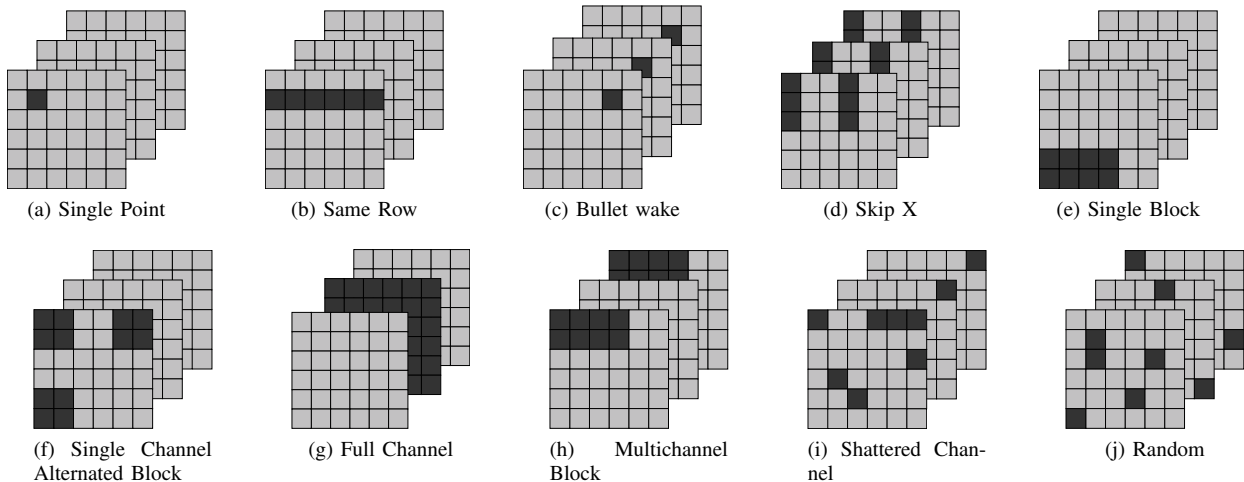 (a) Single Point
(b) Same Row
(c) Bullet wake
(d) Skip X
(e) Single Block
(f) Single Channel
Alternated Block
(g) Full Channel
(h) Multichannel
Block
(i) Shattered Chan-
nel
(j) Random